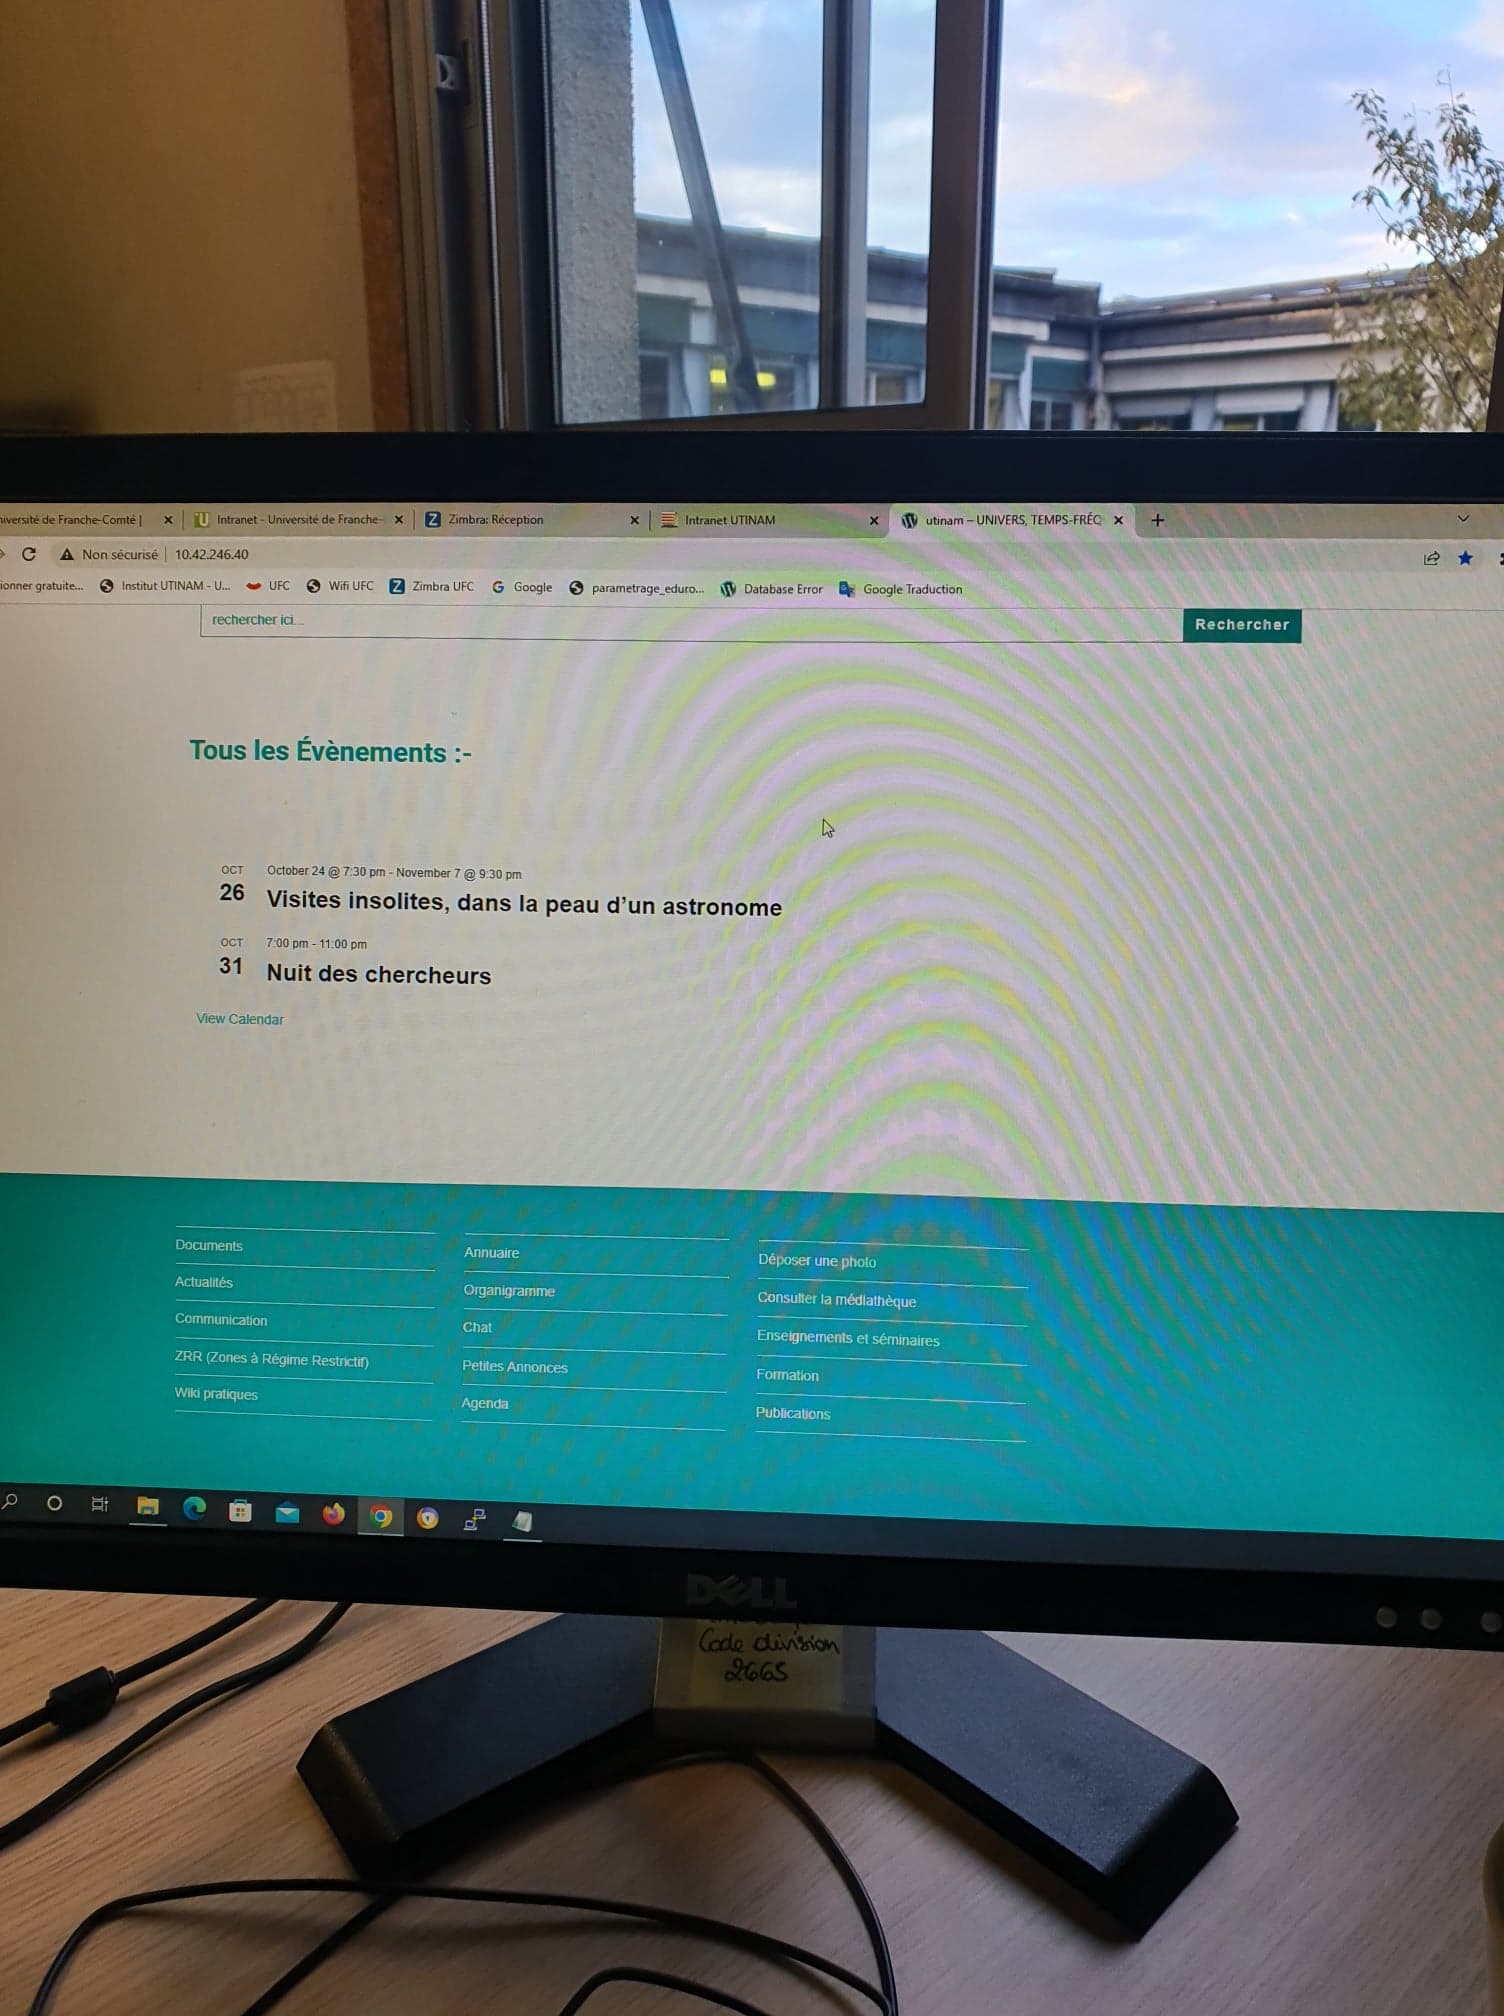 niversité de Franche-Comté |
Intranet - Université de Franche-
Zimbra: Réception
Intranet UTINAM
utinam – UNIVERS, TEMPS-FRÉQ
Non sécurisé | 10.42.246.40
ionner gratuite...
Institut UTINAM - U...
UFC
Wifi UFC
Zimbra UFC
Google
parametrage_eduro...
Database Error
Google Traduction
rechercher ici...
Rechercher
Tous les Évènements :-
OCT
26
October 24 @ 7:30 pm - November 7 @ 9:30 pm
Visites insolites, dans la peau d'un astronome
OCT
31
7:00 pm - 11:00 pm
Nuit des chercheurs
View Calendar
Documents
Actualités
Communication
ZRR (Zones à Régime Restrictif)
Wiki pratiques
Annuaire
Organigramme
Chat
Petites Annonces
Agenda
Déposer une photo
Consulter la médiathèque
Enseignements et séminaires
Formation
Publications
DELL
Code division
2665